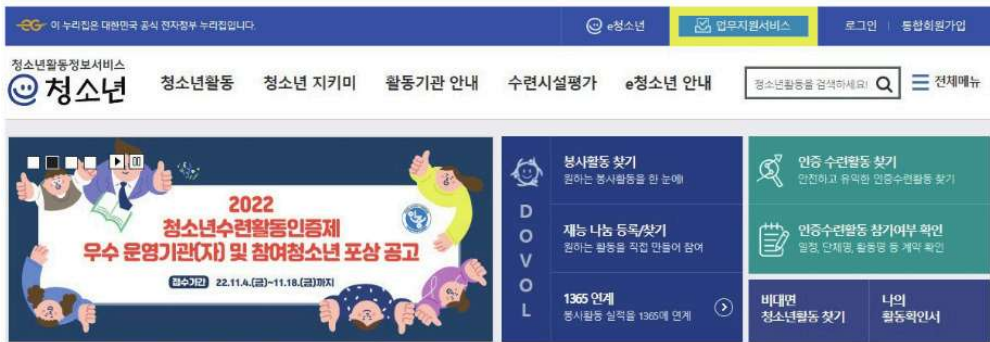 이 누리집은 대한민국 공식 전자정부 누리집입니다.
e청소년
업무지원서비스
로그인
통합회원가입
청소년활동정보서비스
e청소년
청소년활동
청소년 지키미
활동기관 안내
수련시설평가
e청소년 안내
청소년활동을 검색하세요!
전체메뉴
2022
청소년수련활동인증제
우수 운영기관(자) 및 참여청소년 포상 공고
접수기간 22.11.4.(금)~11.18.(금)까지
DOVOL
봉사활동 찾기
원하는 봉사활동을 한 눈에!
재능 나눔 등록/찾기
원하는 활동을 직접 만들어 참여
1365 연계
봉사활동 실적을 1365에 연계
인증 수련활동 찾기
안전하고 유익한 인증수련활동 찾기
인증수련활동 참가여부 확인
일정, 단체명, 활동명 등 계약 확인
비대면
청소년활동 찾기
나의
활동확인서